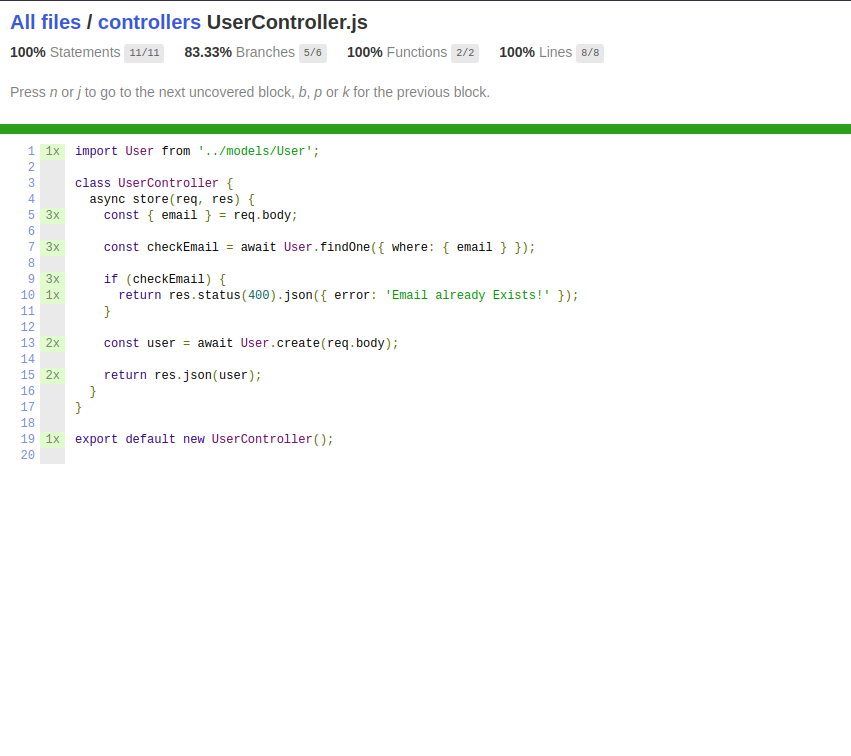 All files / controllers UserController.js
100% Statements 11/11 83.33% Branches 5/6 100% Functions 2/2 100% Lines 8/8
Press n or j to go to the next uncovered block, b, p or k for the previous block.
1 1x import User from '../models/User';
2
3 class UserController {
4 async store(req, res) {
5 3x const { email } = req.body;
6
7 3x const checkEmail = await User.findOne({ where: { email } });
8
9 3x if (checkEmail) {
10 1x return res.status(400).json({ error: 'Email already Exists!' });
11 }
12
13 2x const user = await User.create(req.body);
14
15 2x return res.json(user);
16 }
17 }
18
19 1x export default new UserController();
20